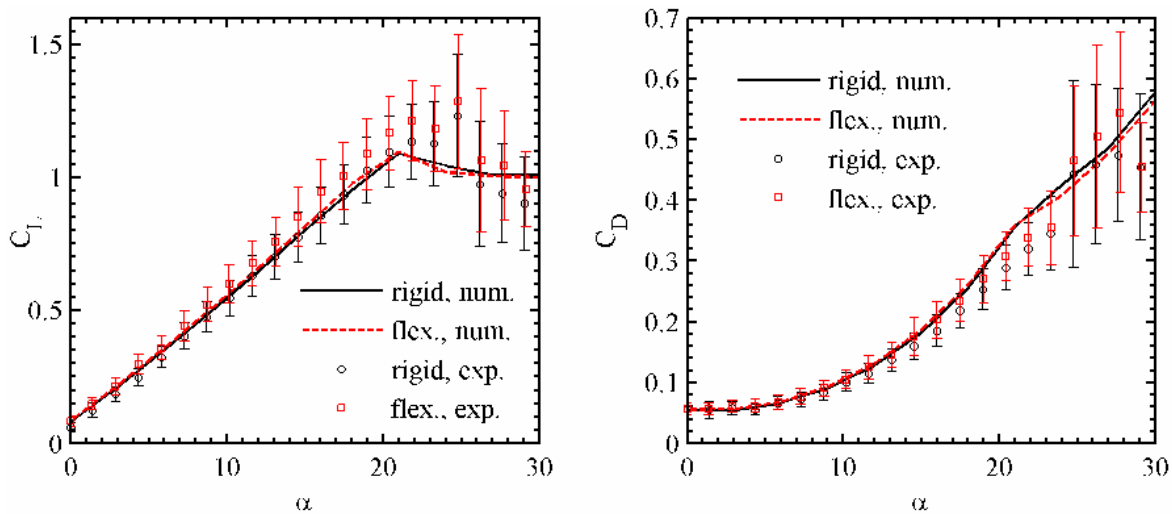 1.5
1
0.5
0
0
10
20
30
C_L
α
rigid, num.
flex., num.
rigid, exp.
flex., exp.
0.7
0.6
0.5
0.4
0.3
0.2
0.1
0
0
10
20
30
C_D
α
rigid, num.
flex., num.
rigid, exp.
flex., exp.